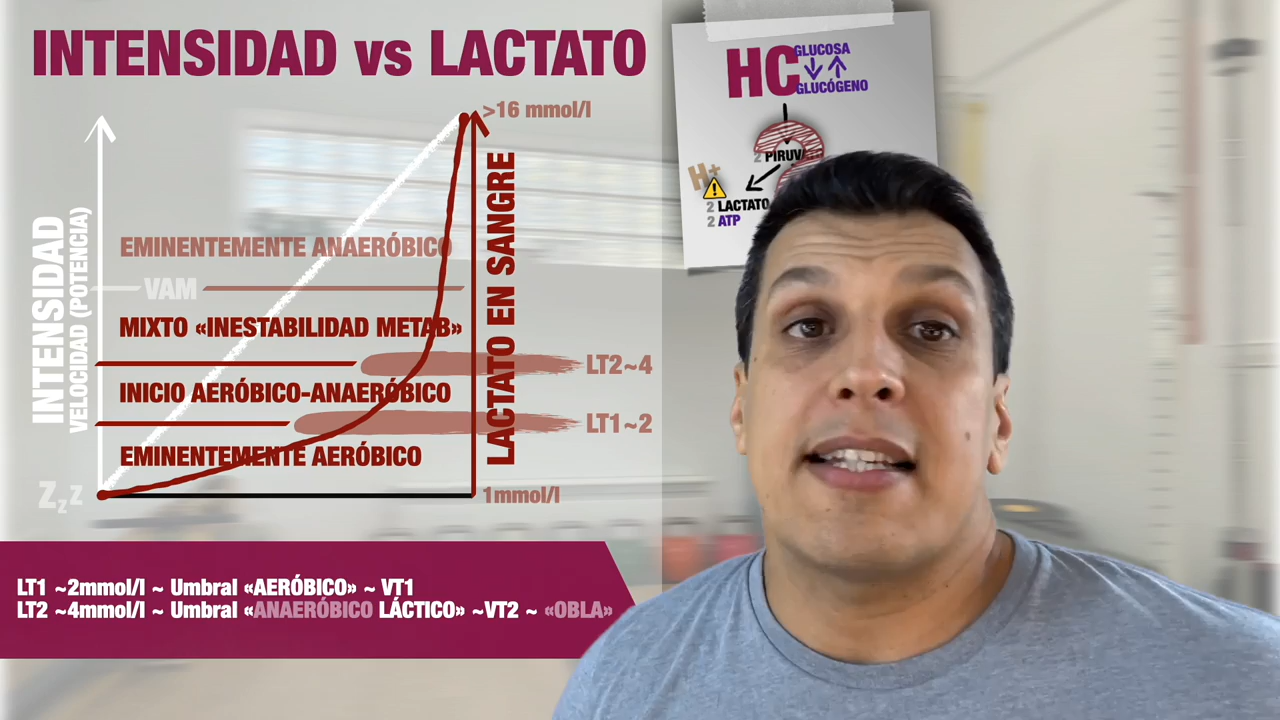 INTENSIDAD vs LACTATO
>16 mmol/l
INTENSIDAD
VELOCIDAD (POTENCIA)
LACTATO EN SANGRE
EMINENTEMENTE ANAERÓBICO
VAM
MIXTO «INESTABILIDAD METAB»
LT2~4
INICIO AERÓBICO-ANAERÓBICO
LT1~2
EMINENTEMENTE AERÓBICO
ZzZ
1mmol/l
LT1 ~2mmol/l ~ Umbral «AERÓBICO» ~ VT1
LT2 ~4mmol/l ~ Umbral «ANAERÓBICO LÁCTICO» ~VT2 ~ «OBLA»
HC
GLUCOSA
GLUCÓGENO
2 PIRUV
H+
2 LACTATO
2 ATP